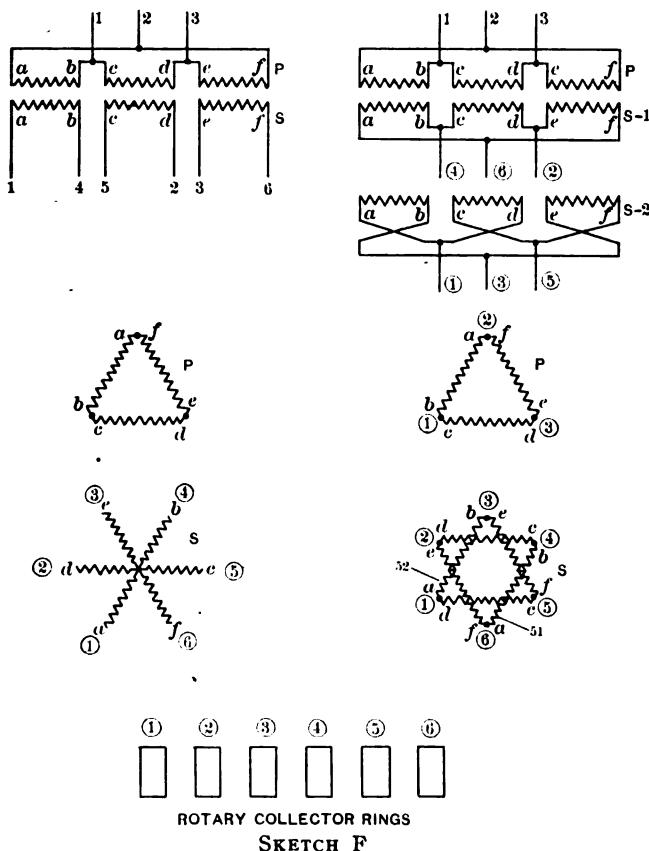 1 2 3
a b c d e f P
a b c d e f S
1 4 5 2 3 6
1 2 3
a b c d e f P
a b c d e f S-1
④ ⑥ ②
a b c d e f S-2
① ③ ⑤
a f
P
b e
c d
②
a f
P
b e
① c d ③
③ e b ④
S
② d c ⑤
a f
① ⑥
③
d b e c
② ④
e b
52 S
a f
① ⑤
d c
f a
⑥ 51
① ② ③ ④ ⑤ ⑥
ROTARY COLLECTOR RINGS
SKETCH F